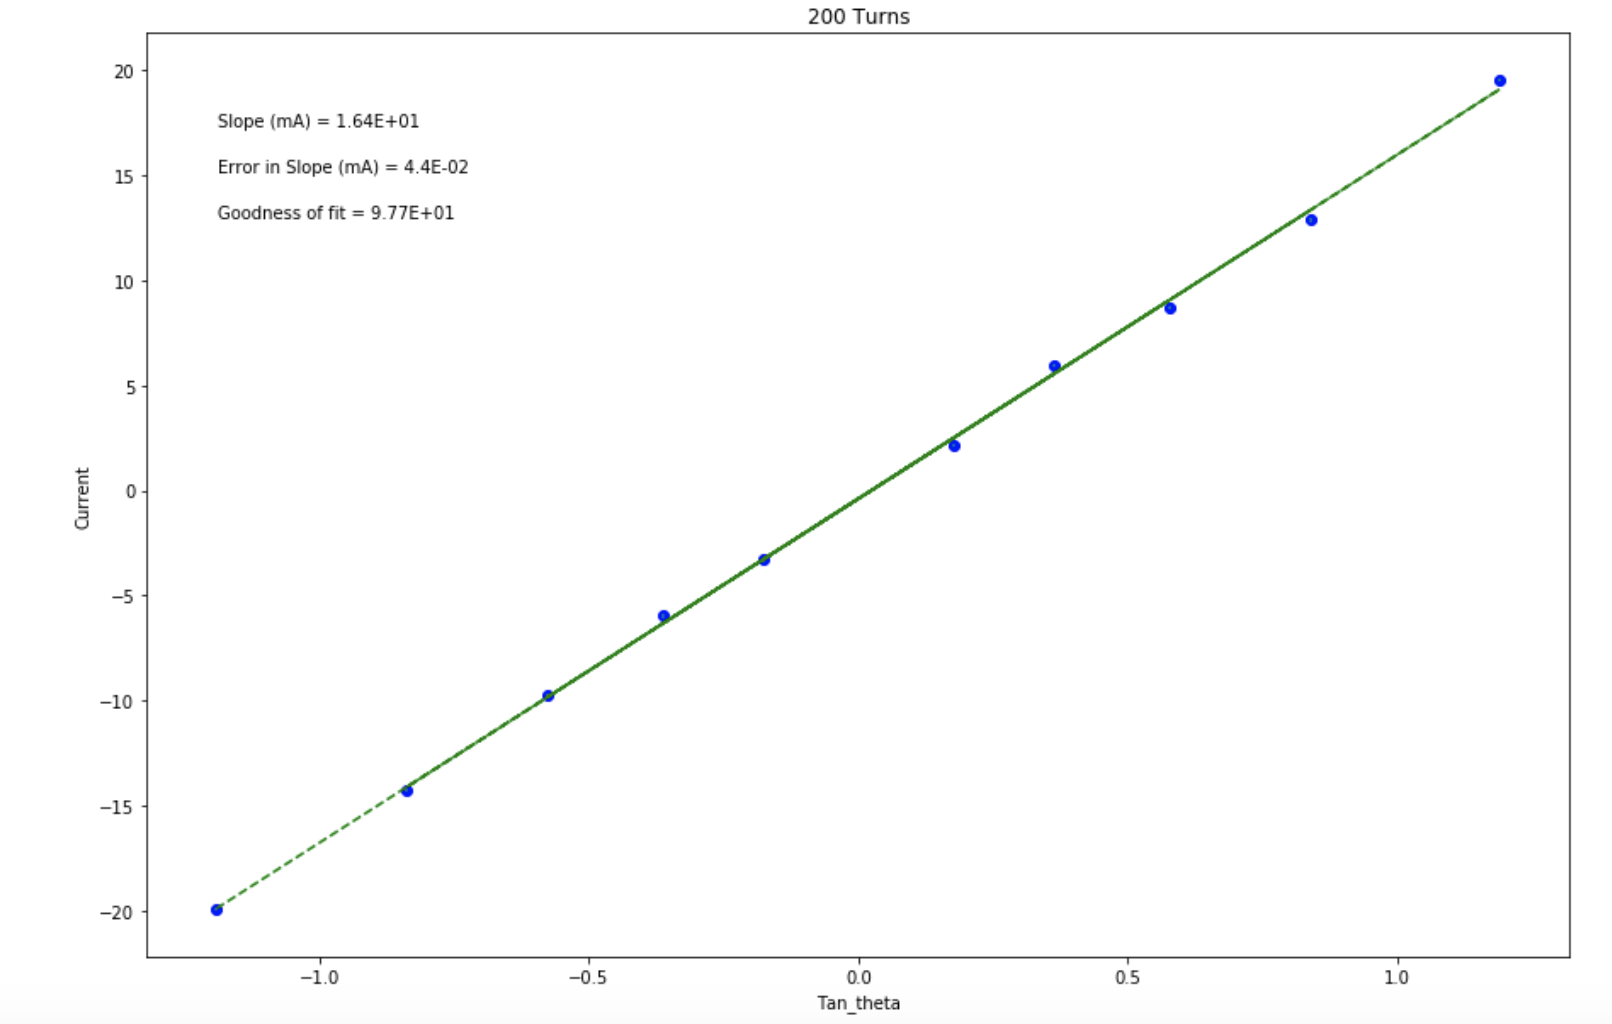 200 Turns
Slope (mA) = 1.64E+01
Error in Slope (mA) = 4.4E-02
Goodness of fit = 9.77E+01
20
15
10
5
0
−5
−10
−15
−20
Current
−1.0 −0.5 0.0 0.5 1.0
Tan_theta